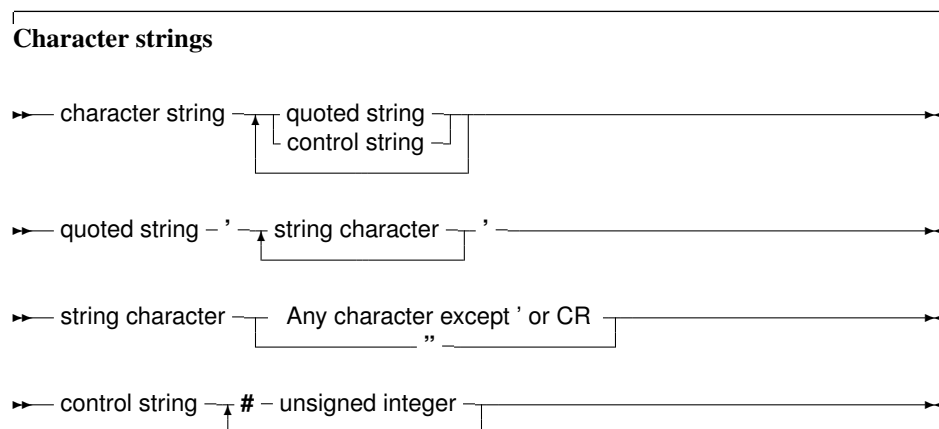 Character strings
character string quoted string
control string
quoted string ’ string character ’
string character Any character except ’ or CR
”
control string # unsigned integer